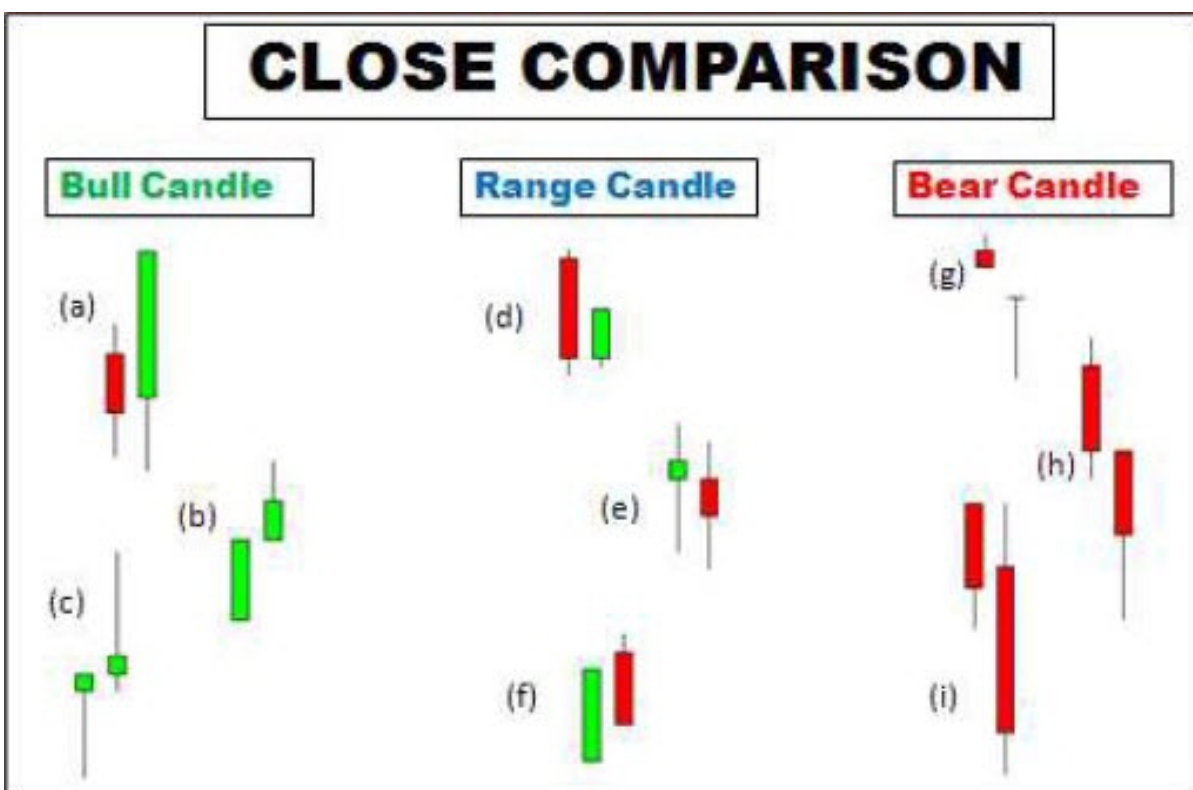 CLOSE COMPARISON
Bull Candle
Range Candle
Bear Candle
(a)
(b)
(c)
(d)
(e)
(f)
(g)
(h)
(i)